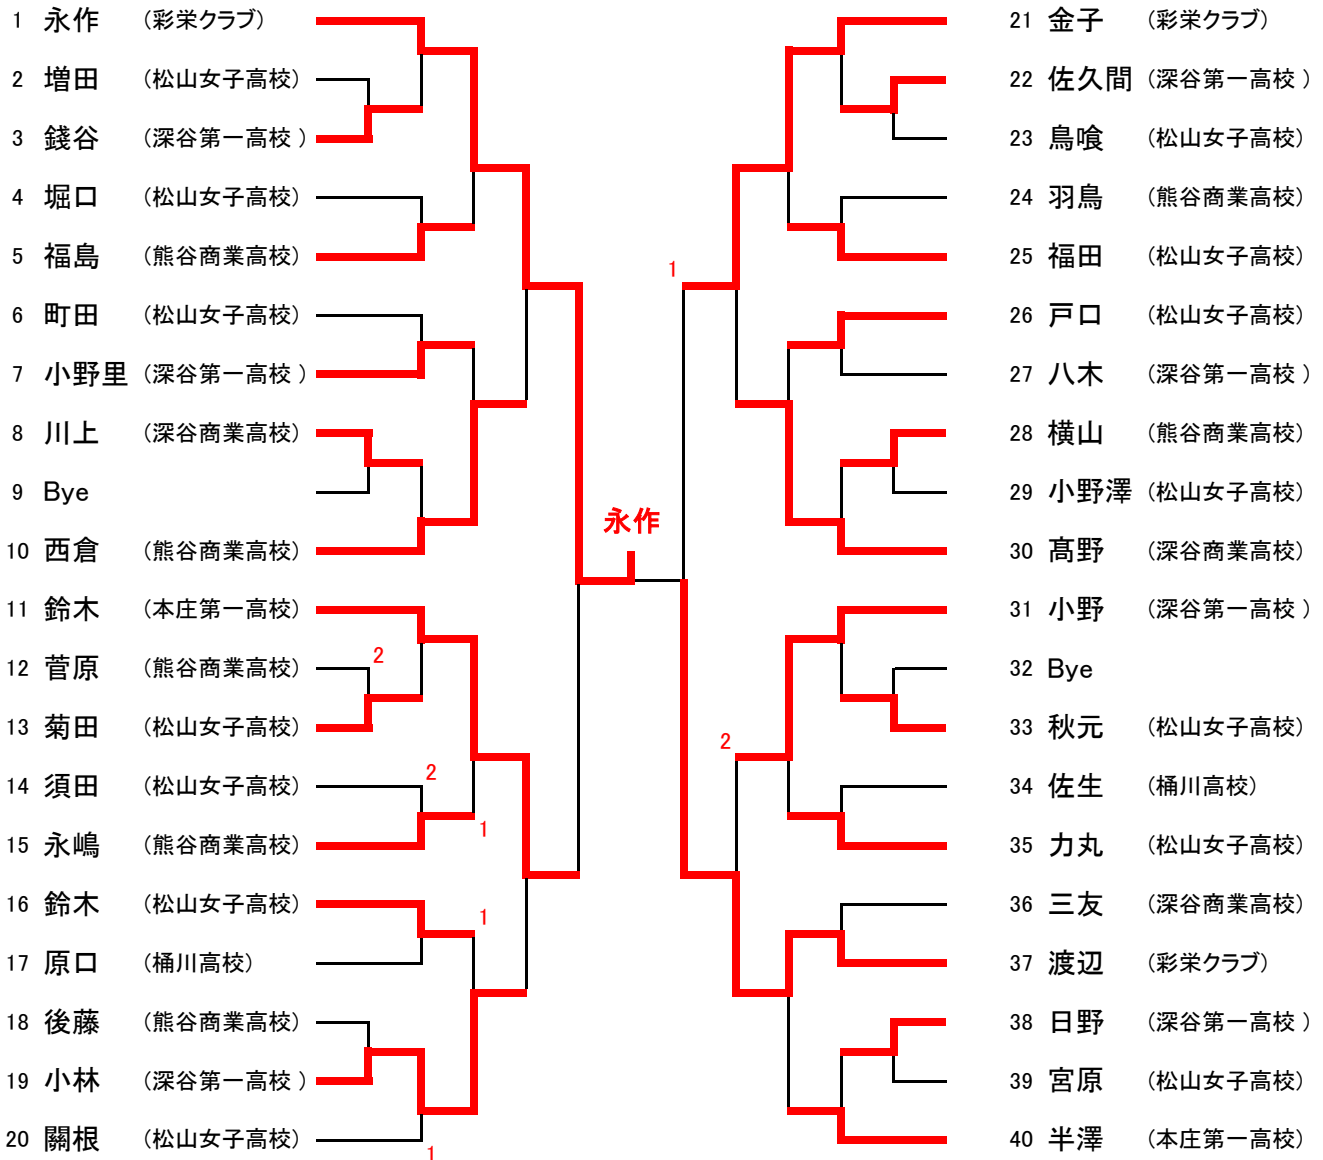 1 永作 (彩栄クラブ)
2 増田 (松山女子高校)
3 錢谷 (深谷第一高校 )
4 堀口 (松山女子高校)
5 福島 (熊谷商業高校)
6 町田 (松山女子高校)
7 小野里 (深谷第一高校 )
8 川上 (深谷商業高校)
9 Bye
10 西倉 (熊谷商業高校)
11 鈴木 (本庄第一高校)
12 菅原 (熊谷商業高校)
2
13 菊田 (松山女子高校)
14 須田 (松山女子高校)
2
15 永嶋 (熊谷商業高校)
1
16 鈴木 (松山女子高校)
1
17 原口 (桶川高校)
18 後藤 (熊谷商業高校)
19 小林 (深谷第一高校 )
20 關根 (松山女子高校)
1
永作
21 金子 (彩栄クラブ)
22 佐久間 (深谷第一高校 )
23 鳥喰 (松山女子高校)
24 羽鳥 (熊谷商業高校)
25 福田 (松山女子高校)
1
26 戸口 (松山女子高校)
27 八木 (深谷第一高校 )
28 横山 (熊谷商業高校)
29 小野澤 (松山女子高校)
30 髙野 (深谷商業高校)
31 小野 (深谷第一高校 )
32 Bye
33 秋元 (松山女子高校)
2
34 佐生 (桶川高校)
35 力丸 (松山女子高校)
36 三友 (深谷商業高校)
37 渡辺 (彩栄クラブ)
38 日野 (深谷第一高校 )
39 宮原 (松山女子高校)
40 半澤 (本庄第一高校)